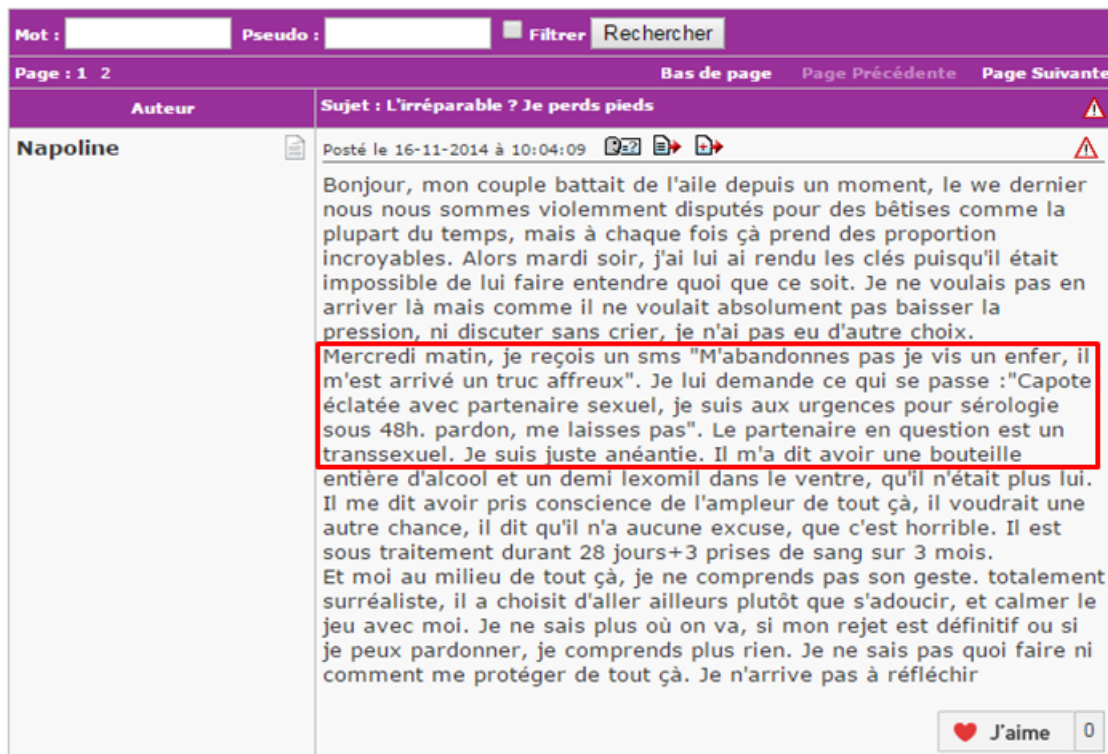 Mot : Pseudo : Filtrer Rechercher
Page : 1 2 Bas de page Page Précédente Page Suivante
Auteur Sujet : L'irréparable ? Je perds pieds
Napoline Posté le 16-11-2014 à 10:04:09
Bonjour, mon couple battait de l'aile depuis un moment, le we dernier
nous nous sommes violemment disputés pour des bêtises comme la
plupart du temps, mais à chaque fois çà prend des proportion
incroyables. Alors mardi soir, j'ai lui ai rendu les clés puisqu'il était
impossible de lui faire entendre quoi que ce soit. Je ne voulais pas en
arriver là mais comme il ne voulait absolument pas baisser la
pression, ni discuter sans crier, je n'ai pas eu d'autre choix.
Mercredi matin, je reçois un sms "M'abandonnes pas je vis un enfer, il
m'est arrivé un truc affreux". Je lui demande ce qui se passe :"Capote
éclatée avec partenaire sexuel, je suis aux urgences pour sérologie
sous 48h. pardon, me laisses pas". Le partenaire en question est un
transsexuel. Je suis juste anéantie. Il m'a dit avoir une bouteille
entière d'alcool et un demi lexomil dans le ventre, qu'il n'était plus lui.
Il me dit avoir pris conscience de l'ampleur de tout çà, il voudrait une
autre chance, il dit qu'il n'a aucune excuse, que c'est horrible. Il est
sous traitement durant 28 jours+3 prises de sang sur 3 mois.
Et moi au milieu de tout çà, je ne comprends pas son geste. totalement
surréaliste, il a choisit d'aller ailleurs plutôt que s'adoucir, et calmer le
jeu avec moi. Je ne sais plus où on va, si mon rejet est définitif ou si
je peux pardonner, je comprends plus rien. Je ne sais pas quoi faire ni
comment me protéger de tout çà. Je n'arrive pas à réfléchir
J'aime 0